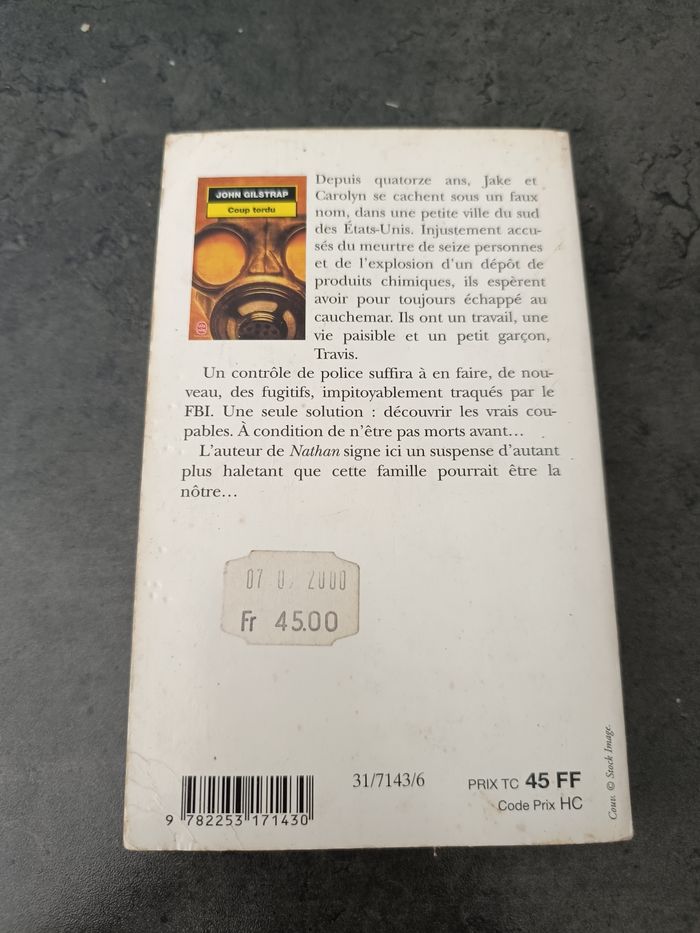 JOHN GILSTRAP
Coup tordu
Depuis quatorze ans, Jake et
Carolyn se cachent sous un faux
nom, dans une petite ville du sud
des États-Unis. Injustement accu-
sés du meurtre de seize personnes
et de l'explosion d'un dépôt de
produits chimiques, ils espèrent
avoir pour toujours échappé au
cauchemar. Ils ont un travail, une
vie paisible et un petit garçon,
Travis.
Un contrôle de police suffira à en faire, de nou-
veau, des fugitifs, impitoyablement traqués par le
FBI. Une seule solution : découvrir les vrais cou-
pables. À condition de n'être pas morts avant…
L'auteur de Nathan signe ici un suspense d'autant
plus haletant que cette famille pourrait être la
nôtre…
07 0 2000
Fr 45.00
31/7143/6
PRIX TC 45 FF
Code Prix HC
9 782253 171430
Couv. © Stock Image.